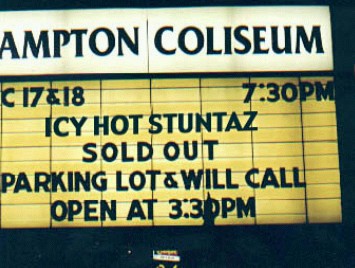 AMPTON COLISEUM
C 17&18 7:30PM
ICY HOT STUNTAZ
SOLD OUT
PARKING LOT & WILL CALL
OPEN AT 3:30PM